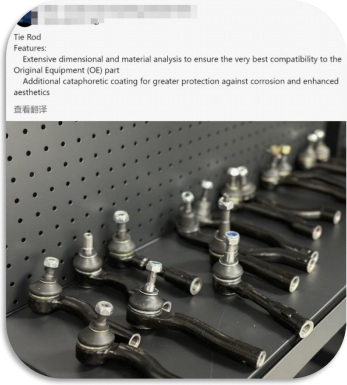 Tie Rod
Features:
Extensive dimensional and material analysis to ensure the very best compatibility to the
Original Equipment (OE) part
Additional cataphoretic coating for greater protection against corrosion and enhanced
aesthetics
查看翻译